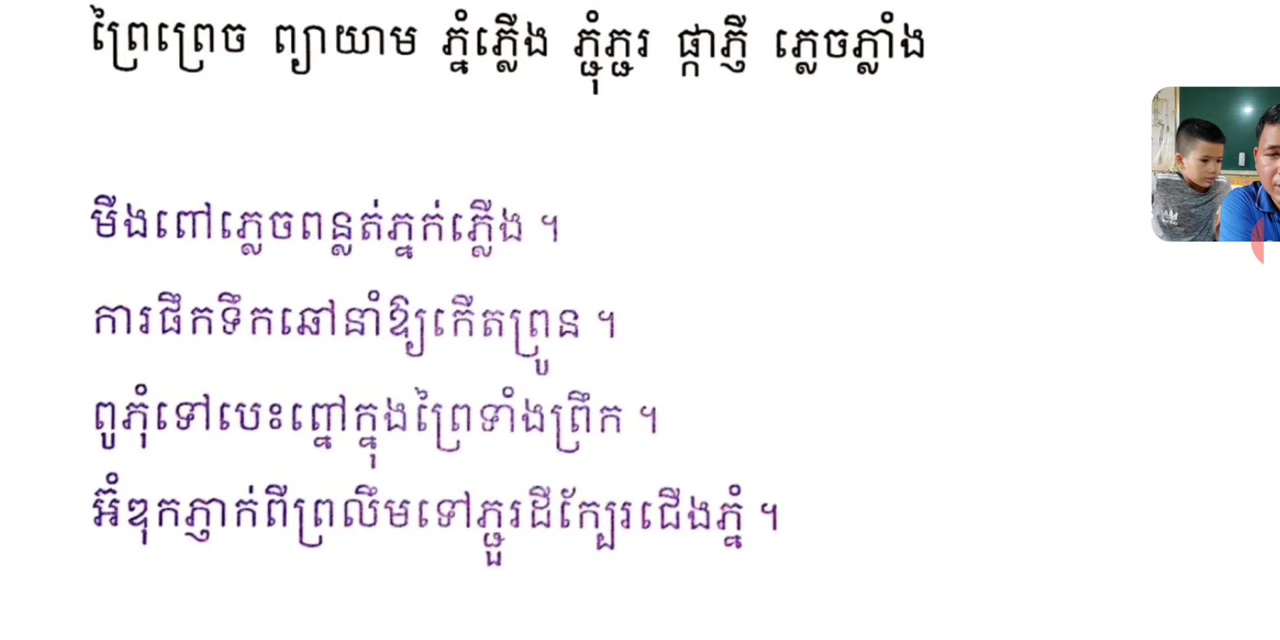 ព្រៃព្រេច ព្យាយាម ភ្នំភ្លើង ភ្ជុំភ្ជរ ផ្កាភ្ញី ភ្លេចភ្លាំង
មីងពៅភ្លេចពន្លត់ភ្នក់ភ្លើង ។
ការផឹកទឹកឆៅនាំឱ្យកើតព្រូន ។
ពូភុំទៅបេះព្នៅក្នុងព្រៃទាំងព្រឹក ។
អ៊ំឌុកភ្ញាក់ពីព្រលឹមទៅភ្ជួរដីក្បែរជើងភ្នំ ។